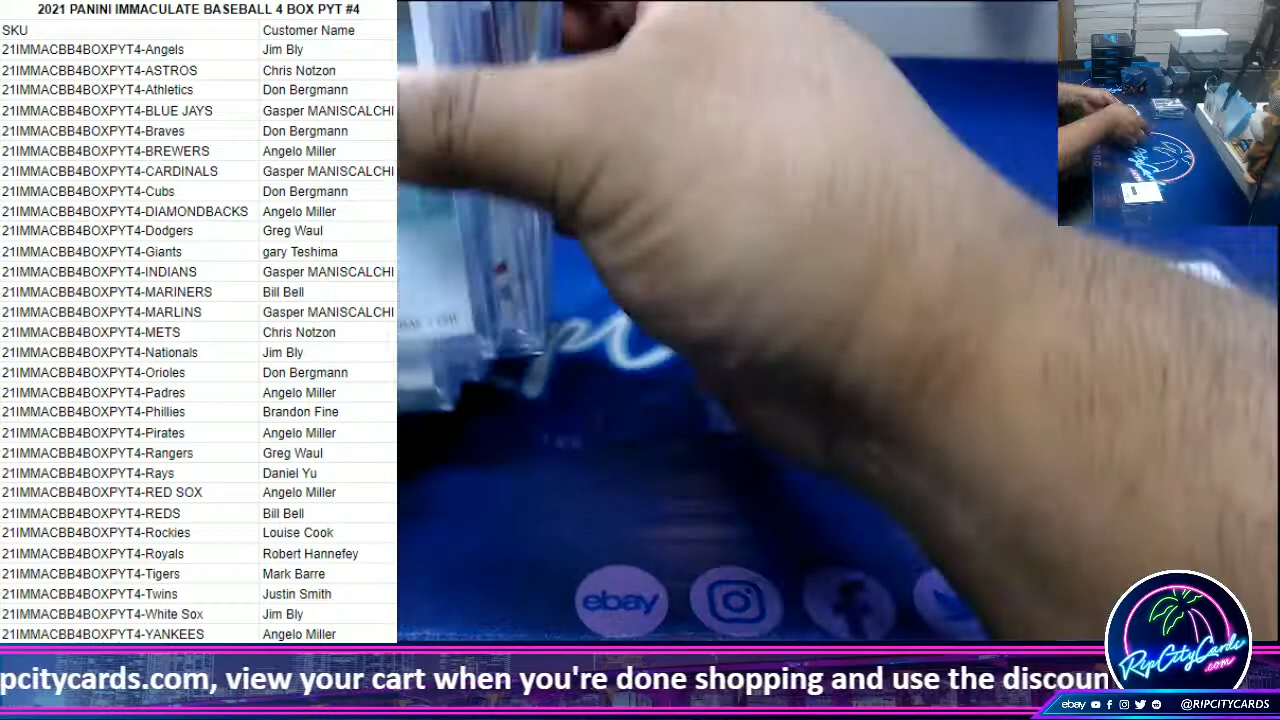 2021 PANINI IMMACULATE BASEBALL 4 BOX PYT #4
SKU Customer Name
21IMMACBB4BOXPYT4-Angels Jim Bly
21IMMACBB4BOXPYT4-ASTROS Chris Notzon
21IMMACBB4BOXPYT4-Athletics Don Bergmann
21IMMACBB4BOXPYT4-BLUE JAYS Gasper MANISCALCHI
21IMMACBB4BOXPYT4-Braves Don Bergmann
21IMMACBB4BOXPYT4-BREWERS Angelo Miller
21IMMACBB4BOXPYT4-CARDINALS Gasper MANISCALCHI
21IMMACBB4BOXPYT4-Cubs Don Bergmann
21IMMACBB4BOXPYT4-DIAMONDBACKS Angelo Miller
21IMMACBB4BOXPYT4-Dodgers Greg Waul
21IMMACBB4BOXPYT4-Giants gary Teshima
21IMMACBB4BOXPYT4-INDIANS Gasper MANISCALCHI
21IMMACBB4BOXPYT4-MARINERS Bill Bell
21IMMACBB4BOXPYT4-MARLINS Gasper MANISCALCHI
21IMMACBB4BOXPYT4-METS Chris Notzon
21IMMACBB4BOXPYT4-Nationals Jim Bly
21IMMACBB4BOXPYT4-Orioles Don Bergmann
21IMMACBB4BOXPYT4-Padres Angelo Miller
21IMMACBB4BOXPYT4-Phillies Brandon Fine
21IMMACBB4BOXPYT4-Pirates Angelo Miller
21IMMACBB4BOXPYT4-Rangers Greg Waul
21IMMACBB4BOXPYT4-Rays Daniel Yu
21IMMACBB4BOXPYT4-RED SOX Angelo Miller
21IMMACBB4BOXPYT4-REDS Bill Bell
21IMMACBB4BOXPYT4-Rockies Louise Cook
21IMMACBB4BOXPYT4-Royals Robert Hannefey
21IMMACBB4BOXPYT4-Tigers Mark Barre
21IMMACBB4BOXPYT4-Twins Justin Smith
21IMMACBB4BOXPYT4-White Sox Jim Bly
21IMMACBB4BOXPYT4-YANKEES Angelo Miller
ebay
pcitycards.com, view your cart when you're done shopping and use the discoun
RipCityCards
.com
ebay @RIPCITYCARDS